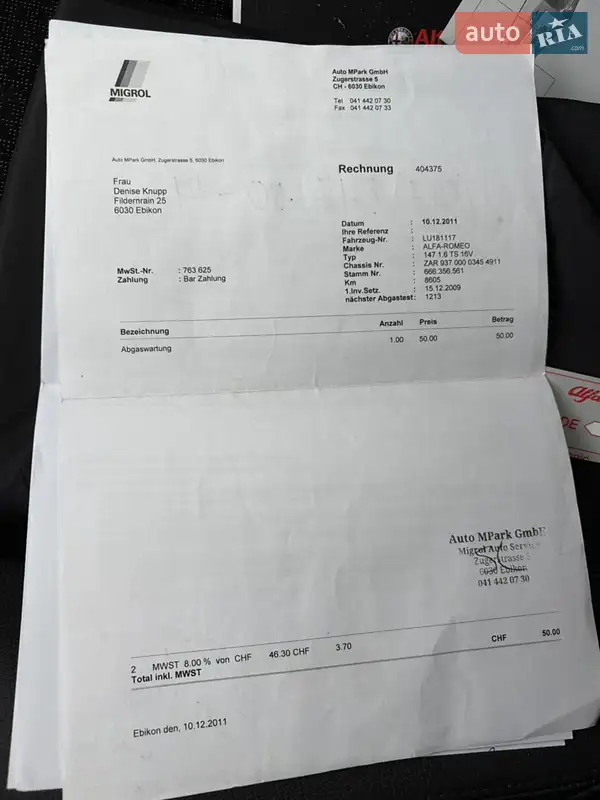 auto RIA .com
AK
MIGROL
Auto MPark GmbH
Zugerstrasse 5
CH - 6030 Ebikon
Tel 041 442 07 30
Fax 041 442 07 33
Auto MPark GmbH, Zugerstrasse 5, 6030 Ebikon
Rechnung 404375
Frau
Denise Knupp
Fildernrain 25
6030 Ebikon
Datum : 10.12.2011
Ihre Referenz :
Fahrzeug-Nr. : LU181117
Marke : ALFA-ROMEO
Typ : 147 1.6 TS 16V
Chassis Nr. : ZAR 937 000 0345 4911
Stamm Nr. : 666.356.561
Km : 8605
1.Inv.Setz. : 15.12.2009
nächster Abgastest : 1213
MwSt.-Nr. : 763 625
Zahlung : Bar Zahlung
Bezeichnung Anzahl Preis Betrag
Abgaswartung 1.00 50.00 50.00
Auto MPark GmbH
Migrol Auto Service
Zugerstrasse 5
6030 Ebikon
041 442 07 30
2 MWST 8.00 % von CHF 46.30 CHF 3.70
Total inkl. MWST CHF 50.00
Ebikon den, 10.12.2011